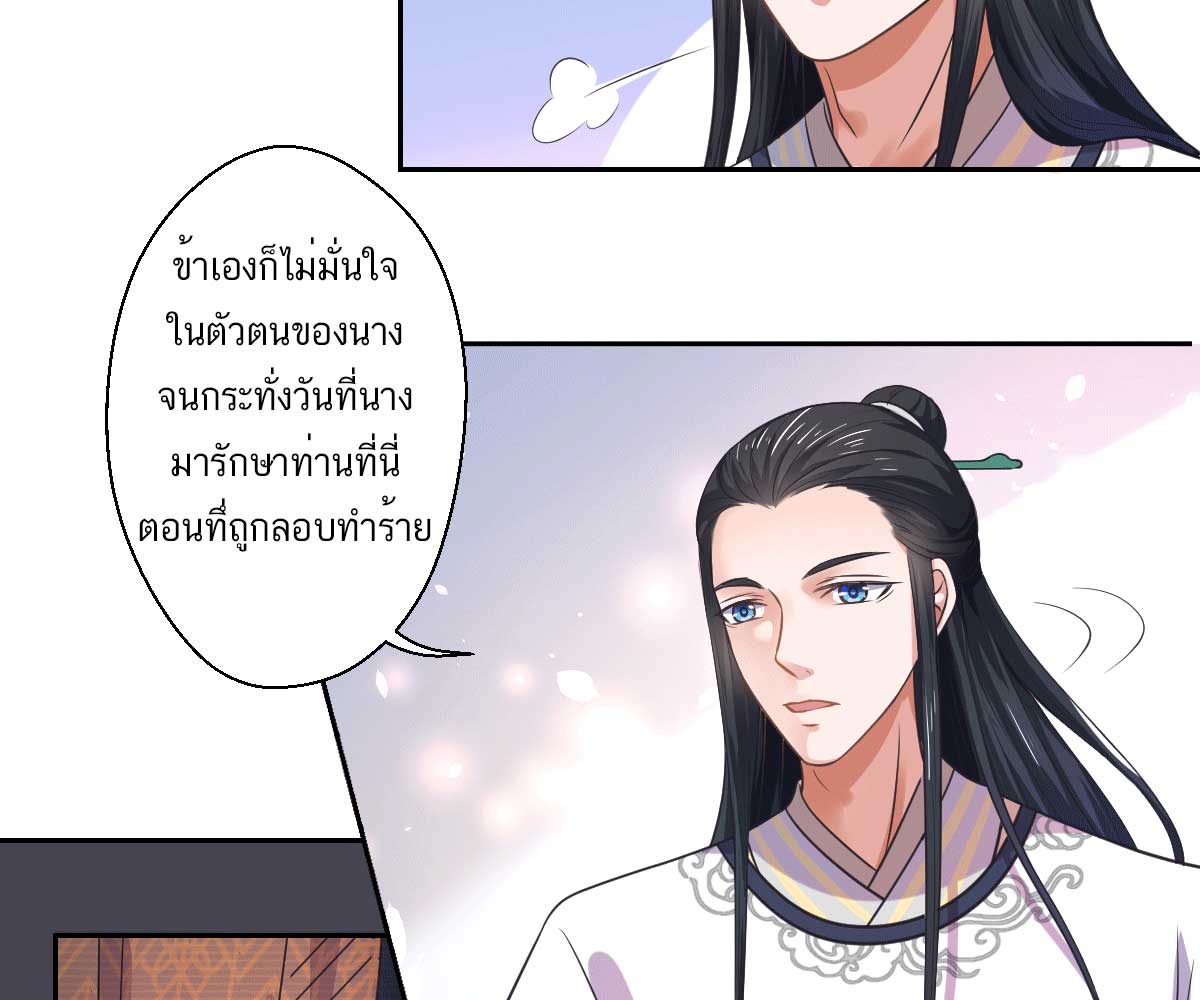 ข้าเองก็ไม่มั่นใจ
ในตัวตนของนาง
จนกระทั่งวันที่นาง
มารักษาท่านที่นี่
ตอนที่ถูกลอบทำร้าย